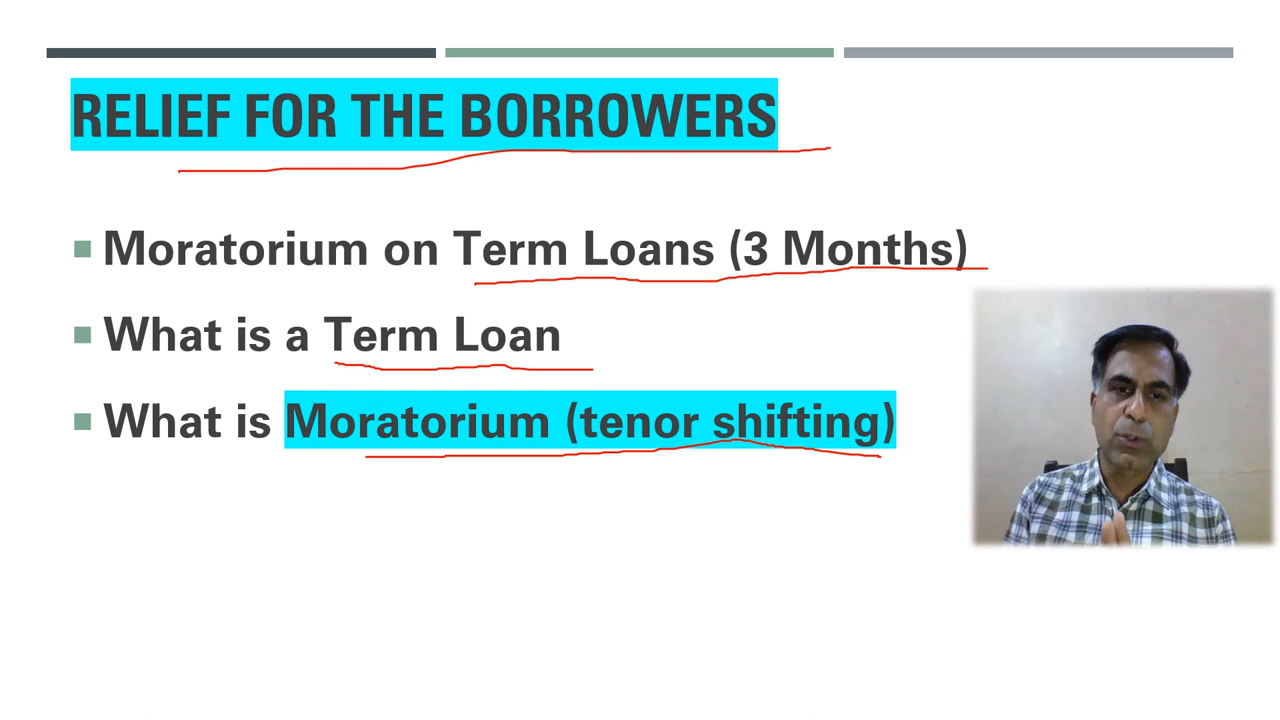 RELIEF FOR THE BORROWERS
Moratorium on Term Loans (3 Months)
What is a Term Loan
What is Moratorium (tenor shifting)